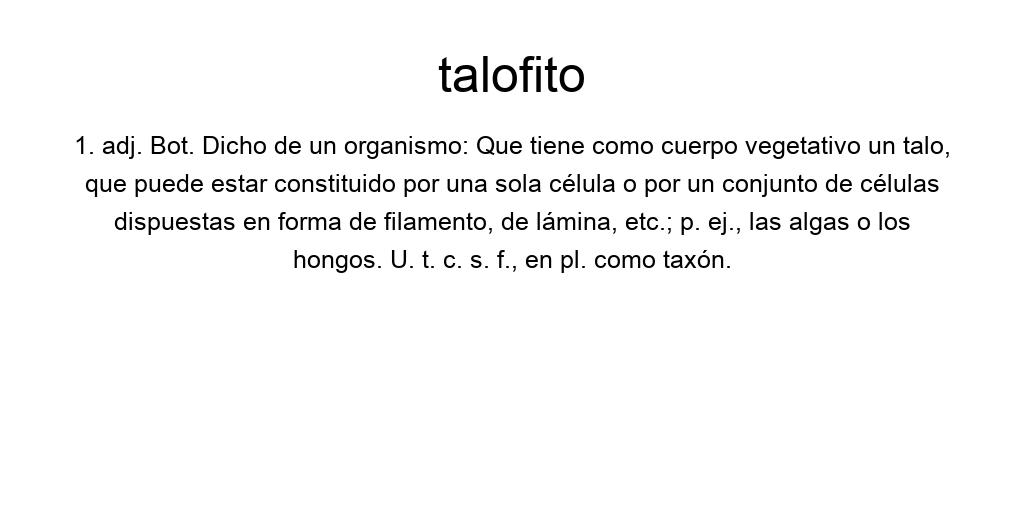 talofito
1. adj. Bot. Dicho de un organismo: Que tiene como cuerpo vegetativo un talo,
que puede estar constituido por una sola célula o por un conjunto de células
dispuestas en forma de filamento, de lámina, etc.; p. ej., las algas o los
hongos. U. t. c. s. f., en pl. como taxón.